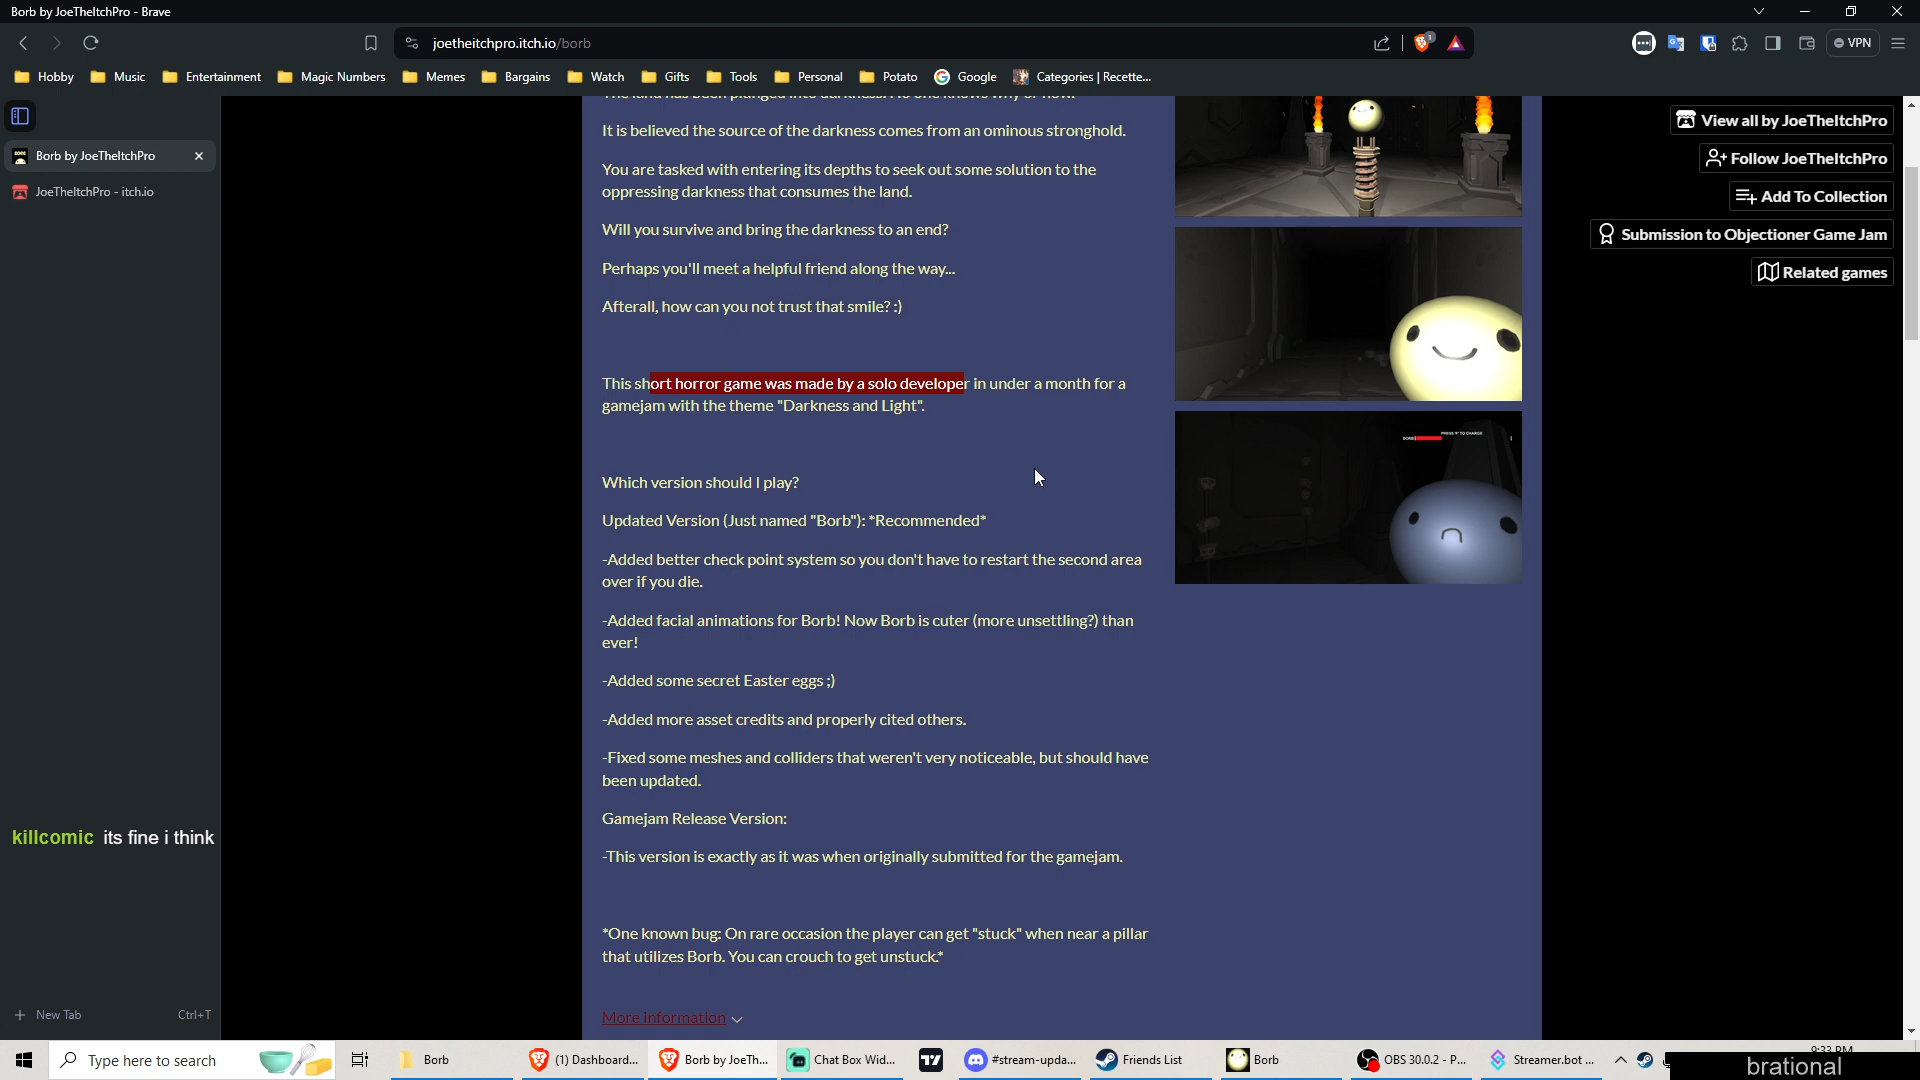 Borb by JoeTheItchPro - Brave
joetheitchpro.itch.io/borb
1
VPN
Hobby
Music
Entertainment
Magic Numbers
Memes
Bargains
Watch
Gifts
Tools
Personal
Potato
Google
Categories | Recette...
Borb by JoeTheItchPro
JoeTheItchPro - itch.io
It is believed the source of the darkness comes from an ominous stronghold.
You are tasked with entering its depths to seek out some solution to the
oppressing darkness that consumes the land.
Will you survive and bring the darkness to an end?
Perhaps you'll meet a helpful friend along the way...
Afterall, how can you not trust that smile? :)
This short horror game was made by a solo developer in under a month for a
gamejam with the theme "Darkness and Light".
Which version should I play?
Updated Version (Just named "Borb"): *Recommended*
-Added better check point system so you don't have to restart the second area
over if you die.
-Added facial animations for Borb! Now Borb is cuter (more unsettling?) than
ever!
-Added some secret Easter eggs ;)
-Added more asset credits and properly cited others.
-Fixed some meshes and colliders that weren't very noticeable, but should have
been updated.
Gamejam Release Version:
-This version is exactly as it was when originally submitted for the gamejam.
*One known bug: On rare occasion the player can get "stuck" when near a pillar
that utilizes Borb. You can crouch to get unstuck.*
More information
BORB
PRESS 'F' TO CHARGE
View all by JoeTheItchPro
Follow JoeTheItchPro
Add To Collection
Submission to Objectioner Game Jam
Related games
killcomic its fine i think
New Tab Ctrl+T
Type here to search
Borb
(1) Dashboard...
Borb by JoeTh...
Chat Box Wid...
#stream-upda...
Friends List
Borb
OBS 30.0.2 - P...
Streamer.bot ...
brational